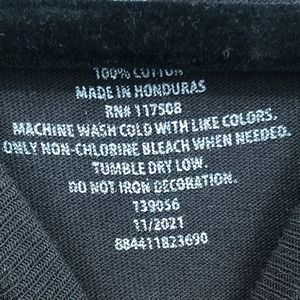 100% COTTON
MADE IN HONDURAS
RN# 117508
MACHINE WASH COLD WITH LIKE COLORS.
ONLY NON-CHLORINE BLEACH WHEN NEEDED.
TUMBLE DRY LOW.
DO NOT IRON DECORATION.
739056
11/2021
884411823690